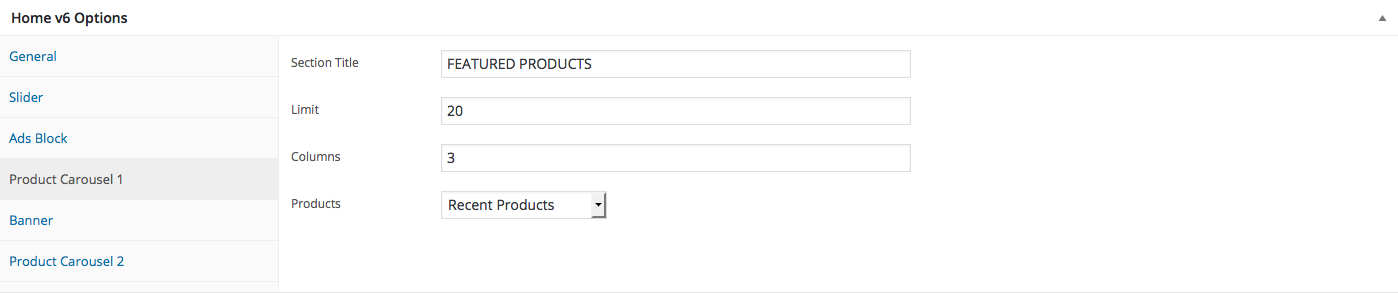 Home v6 Options
General
Slider
Ads Block
Product Carousel 1
Banner
Product Carousel 2
Section Title FEATURED PRODUCTS
Limit 20
Columns 3
Products Recent Products